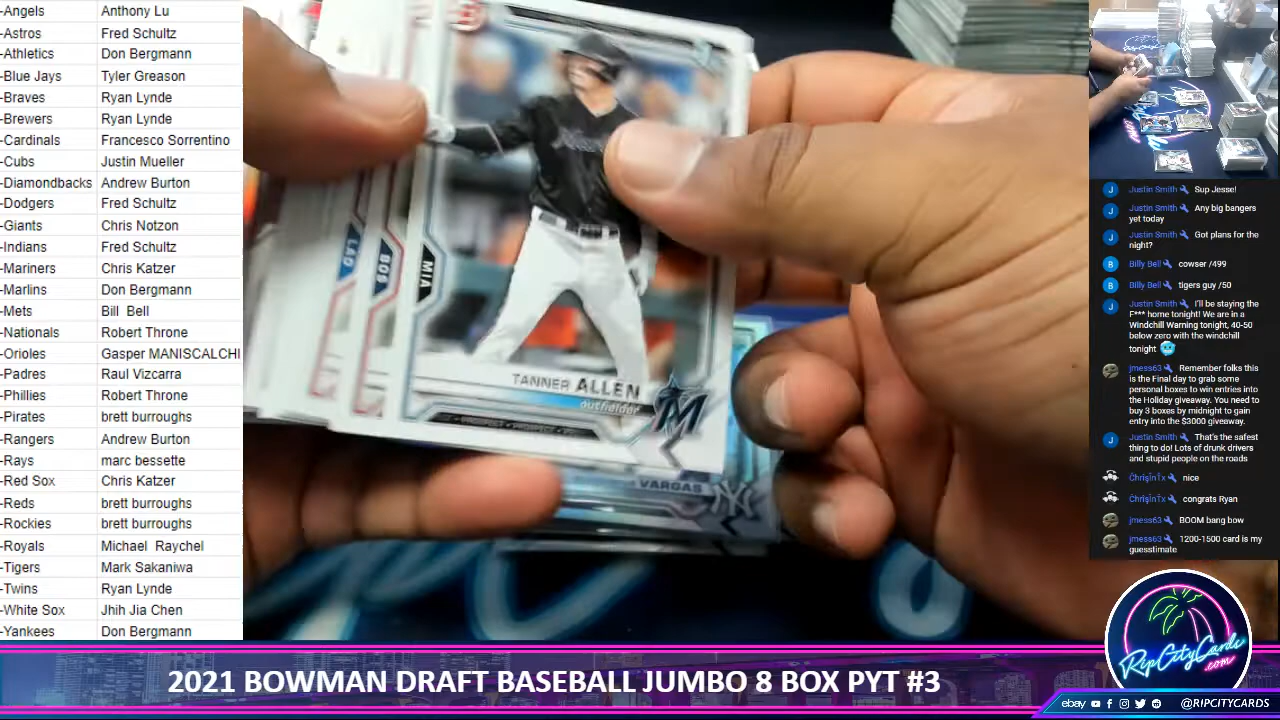 -Angels Anthony Lu
-Astros Fred Schultz
-Athletics Don Bergmann
-Blue Jays Tyler Greason
-Braves Ryan Lynde
-Brewers Ryan Lynde
-Cardinals Francesco Sorrentino
-Cubs Justin Mueller
-Diamondbacks Andrew Burton
-Dodgers Fred Schultz
-Giants Chris Notzon
-Indians Fred Schultz
-Mariners Chris Katzer
-Marlins Don Bergmann
-Mets Bill Bell
-Nationals Robert Throne
-Orioles Gasper MANISCALCHI
-Padres Raul Vizcarra
-Phillies Robert Throne
-Pirates brett burroughs
-Rangers Andrew Burton
-Rays marc bessette
-Red Sox Chris Katzer
-Reds brett burroughs
-Rockies brett burroughs
-Royals Michael Raychel
-Tigers Mark Sakaniwa
-Twins Ryan Lynde
-White Sox Jhih Jia Chen
-Yankees Don Bergmann
LAD
BOS
MIA
TANNER ALLEN
outfielder
M
VARGAS
NY
J Justin Smith Sup Jesse!
J Justin Smith Any big bangers
yet today
J Justin Smith Got plans for the
night?
B Billy Bell cowser /499
B Billy Bell tigers guy /50
J Justin Smith I'll be staying the
F*** home tonight! We are in a
Windchill Warning tonight, 40-50
below zero with the windchill
tonight
jmess63 Remember folks this
is the Final day to grab some
personal boxes to win entries into
the Holiday giveaway. You need to
buy 3 boxes by midnight to gain
entry into the $3000 giveaway.
J Justin Smith That's the safest
thing to do! Lots of drunk drivers
and stupid people on the roads
nice
congrats Ryan
jmess63 BOOM bang bow
jmess63 1200-1500 card is my
guesstimate
RipCityCards
.com
2021 BOWMAN DRAFT BASEBALL JUMBO 8 BOX PYT #3
ebay @RIPCITYCARDS